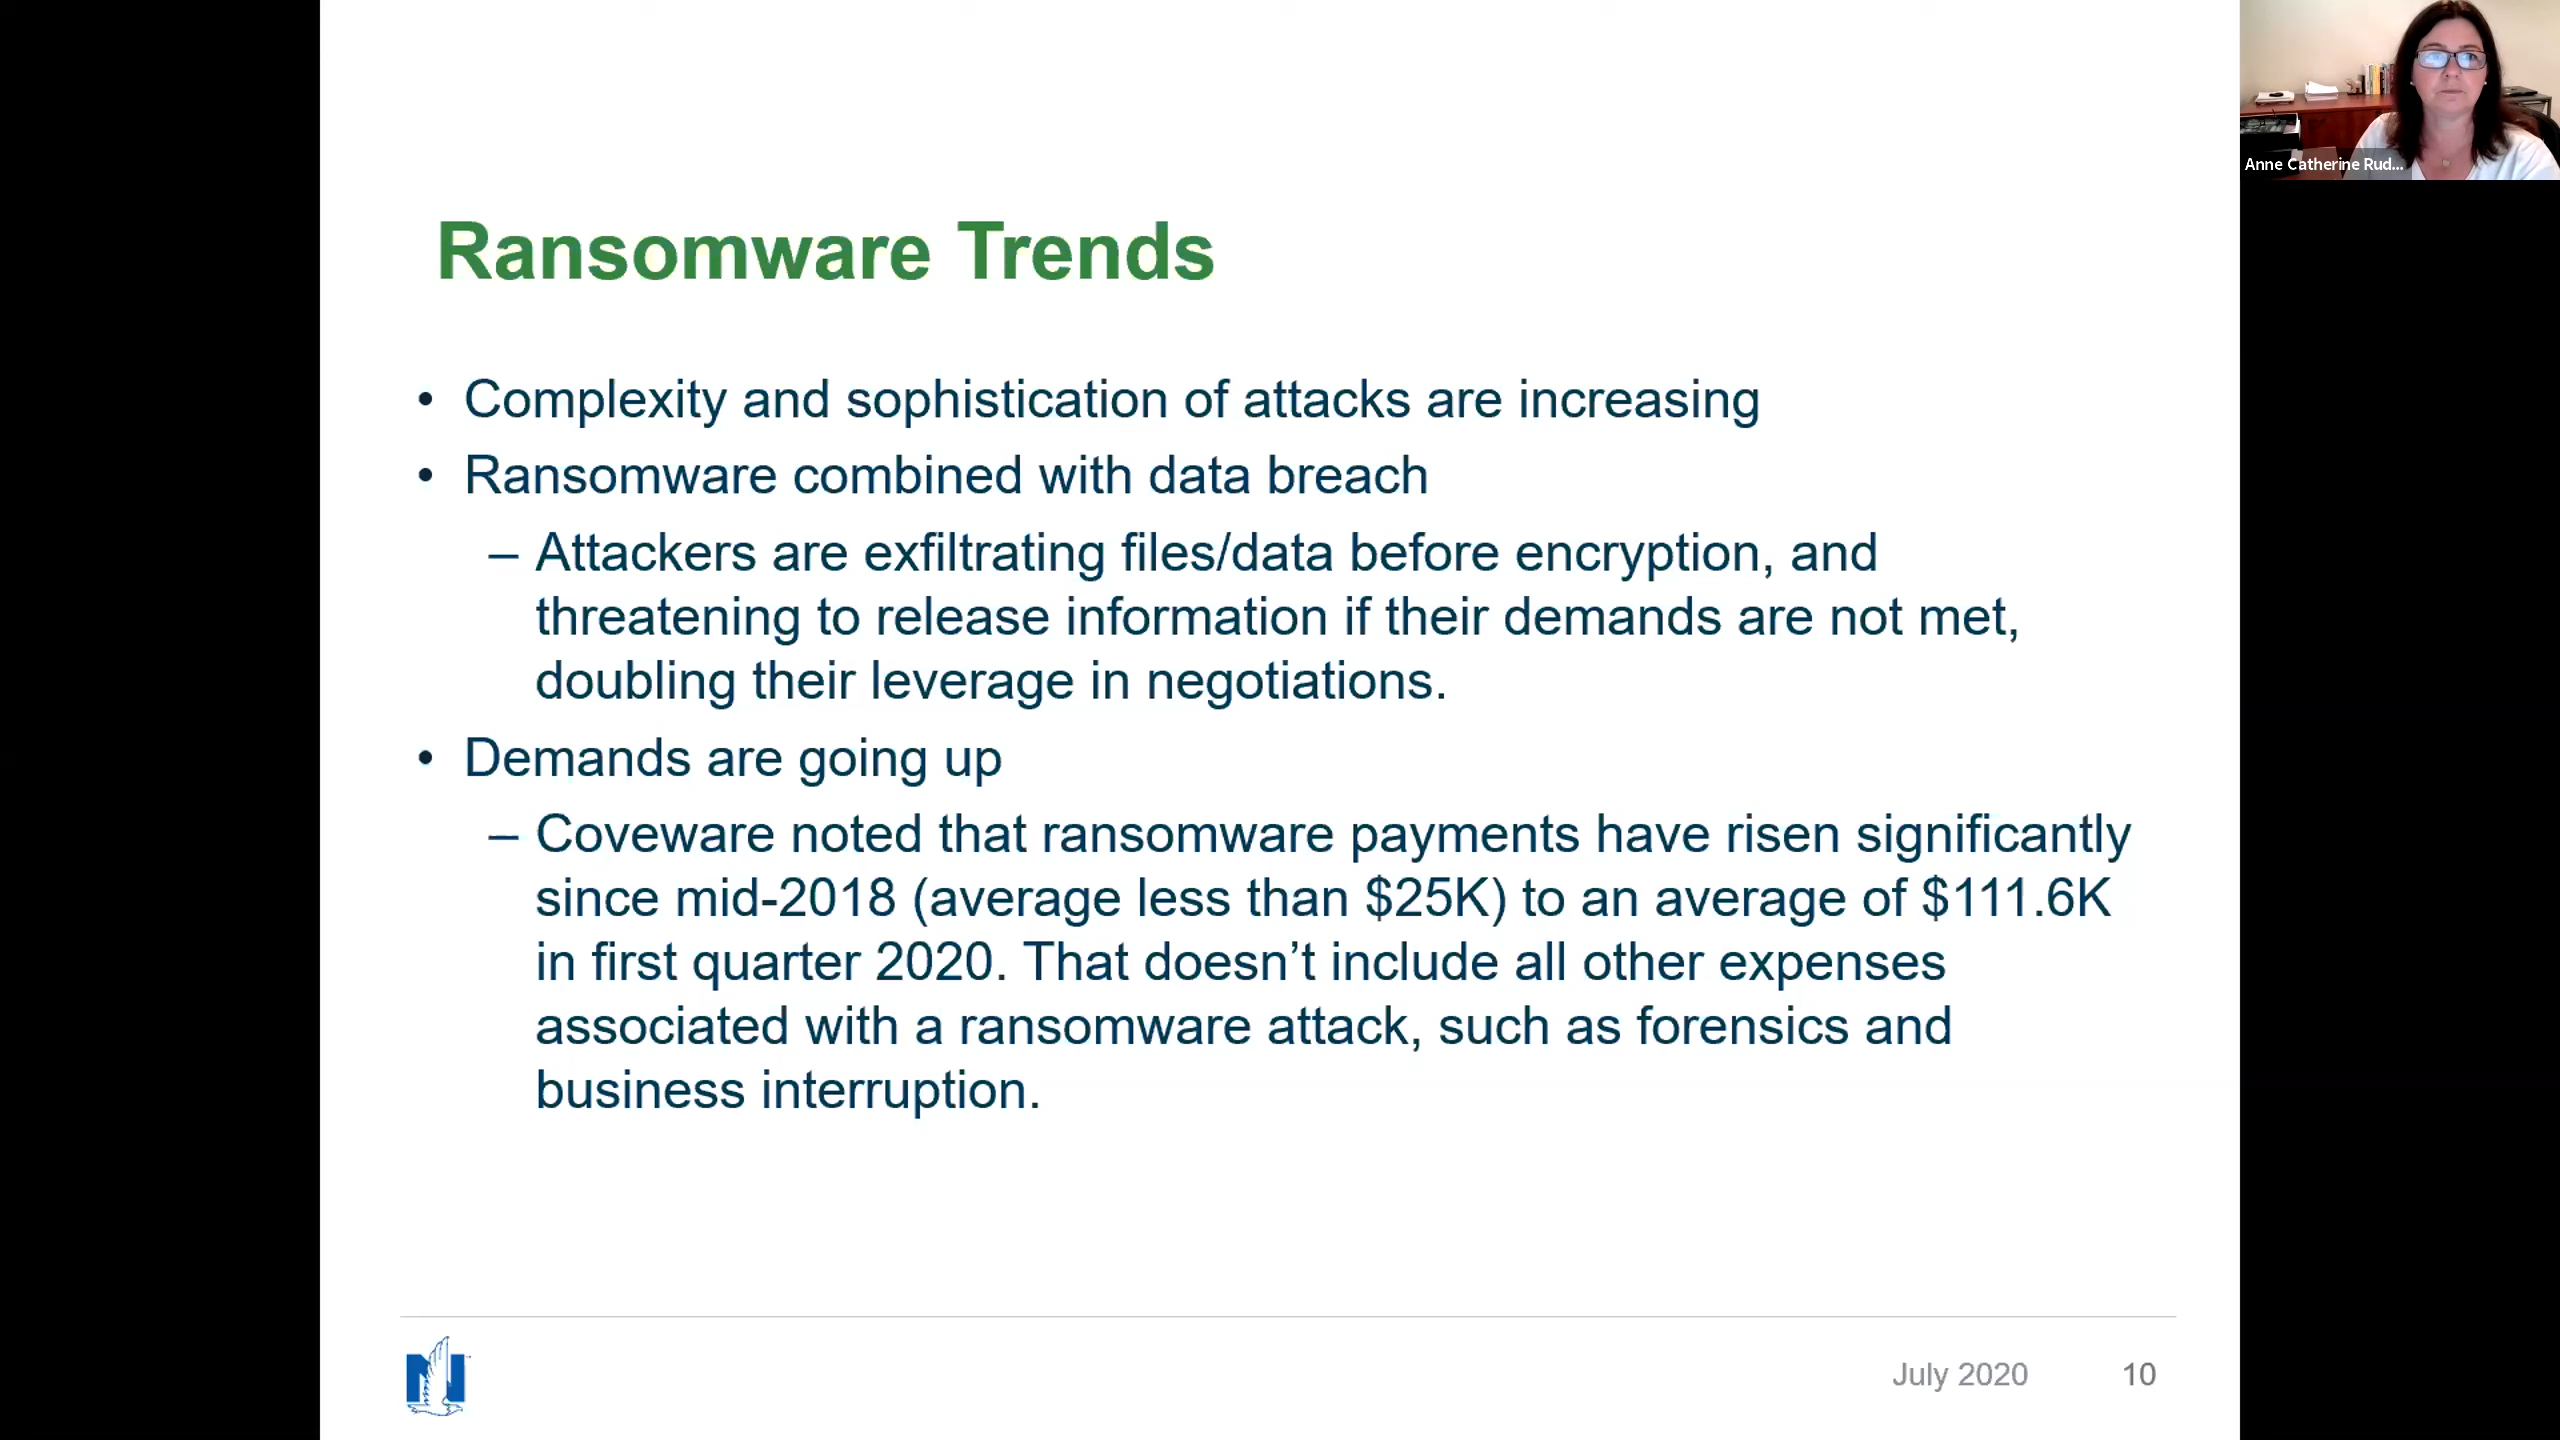 Anne Catherine Rud...
Ransomware Trends
• Complexity and sophistication of attacks are increasing
• Ransomware combined with data breach
– Attackers are exfiltrating files/data before encryption, and
threatening to release information if their demands are not met,
doubling their leverage in negotiations.
• Demands are going up
– Coveware noted that ransomware payments have risen significantly
since mid-2018 (average less than $25K) to an average of $111.6K
in first quarter 2020. That doesn’t include all other expenses
associated with a ransomware attack, such as forensics and
business interruption.
N
July 2020 10